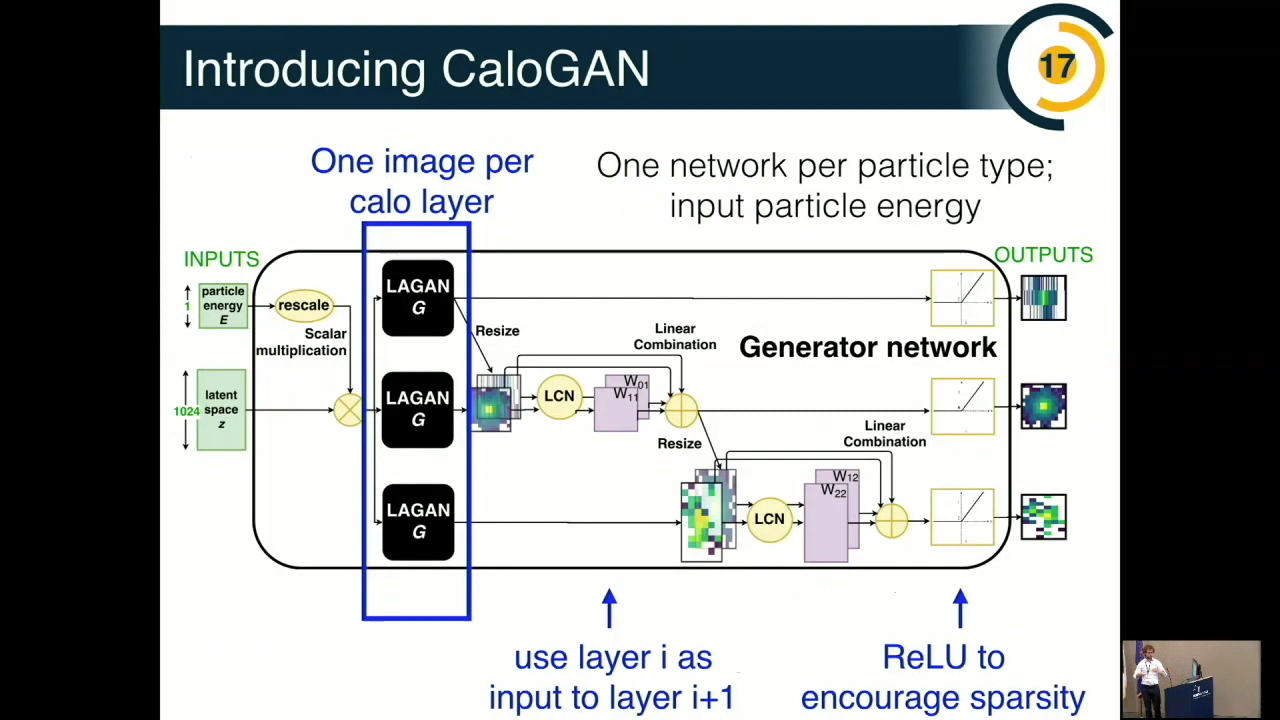 Introducing CaloGAN
17
One image per
calo layer
One network per particle type;
input particle energy
INPUTS
OUTPUTS
particle
energy
E
1
rescale
Scalar
multiplication
latent
space
z
1024
LAGAN
G
LAGAN
G
LAGAN
G
Resize
LCN
W01
W11
Linear
Combination
Generator network
Resize
LCN
W12
W22
Linear
Combination
use layer i as
input to layer i+1
ReLU to
encourage sparsity